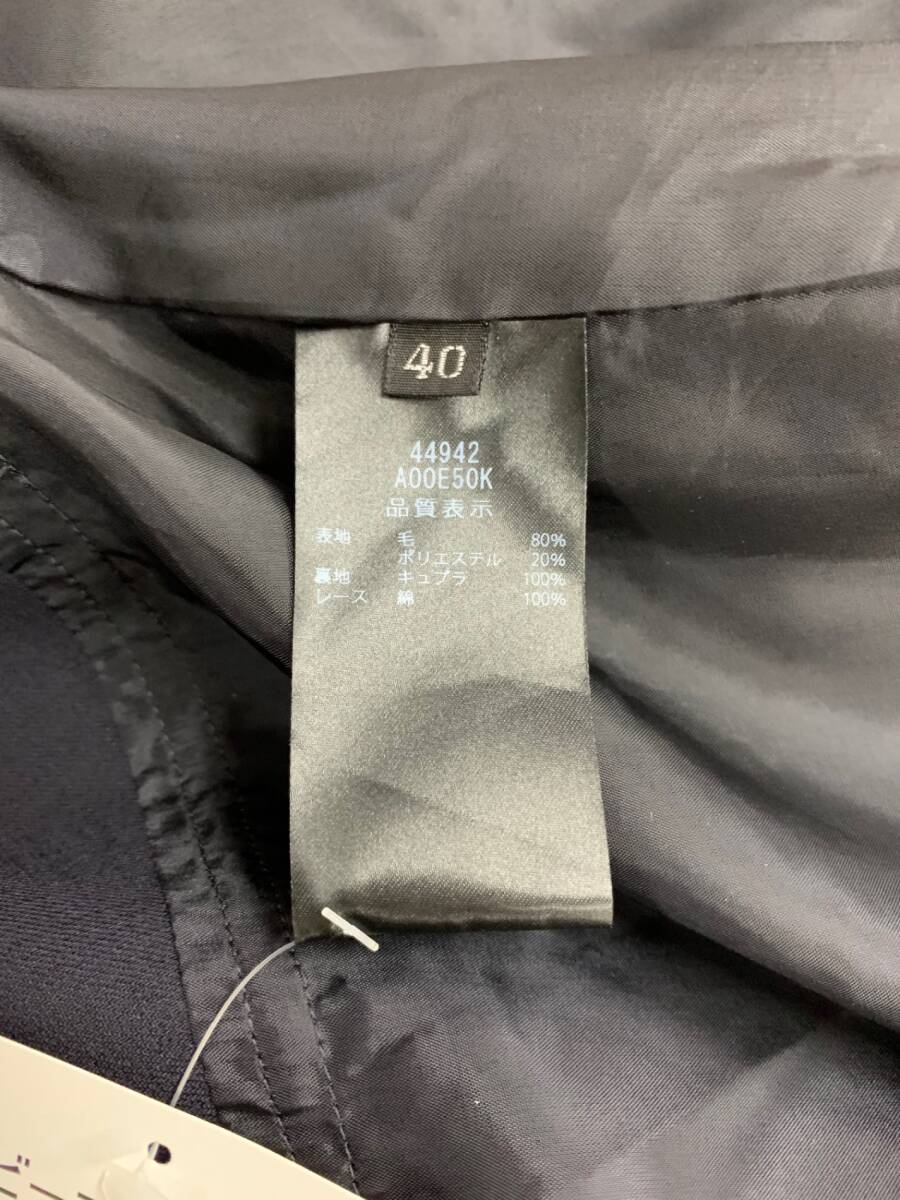 40
44942
A00E50K
品質表示
表地 毛 80%
ポリエステル 20%
裏地 キュプラ 100%
レース 綿 100%